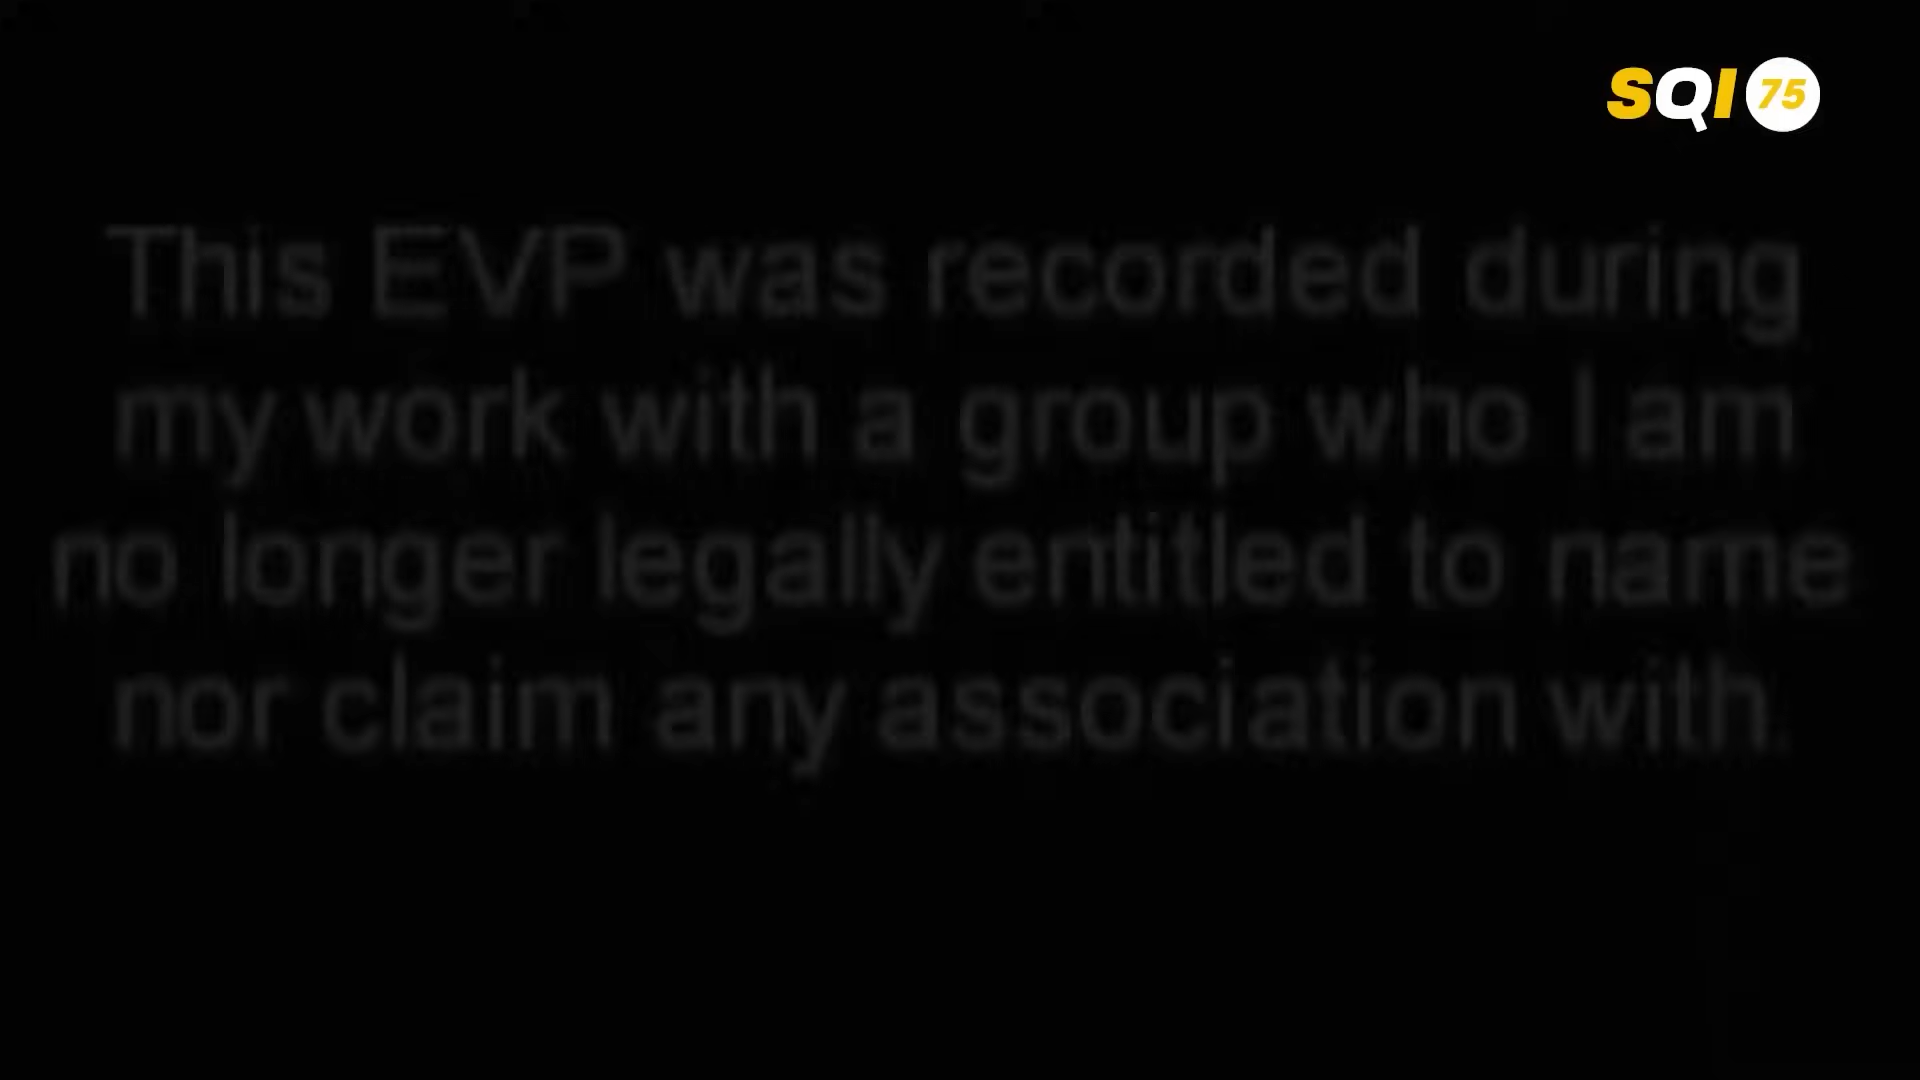 SQI 75
This EVP was recorded during
my work with a group who I am
no longer legally entitled to name
nor claim any association with.